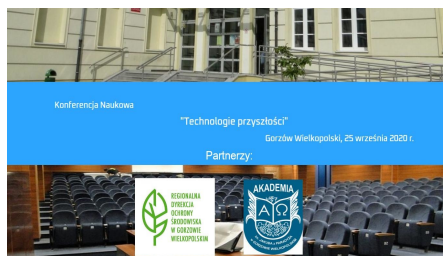 Konferencja Naukowa
"Technologie przyszłości"
Gorzów Wielkopolski, 25 września 2020 r.
Partnerzy:
REGIONALNA
DYREKCJA
OCHRONY
ŚRODOWISKA
W GORZOWIE
WIELKOPOLSKIM
AKADEMIA